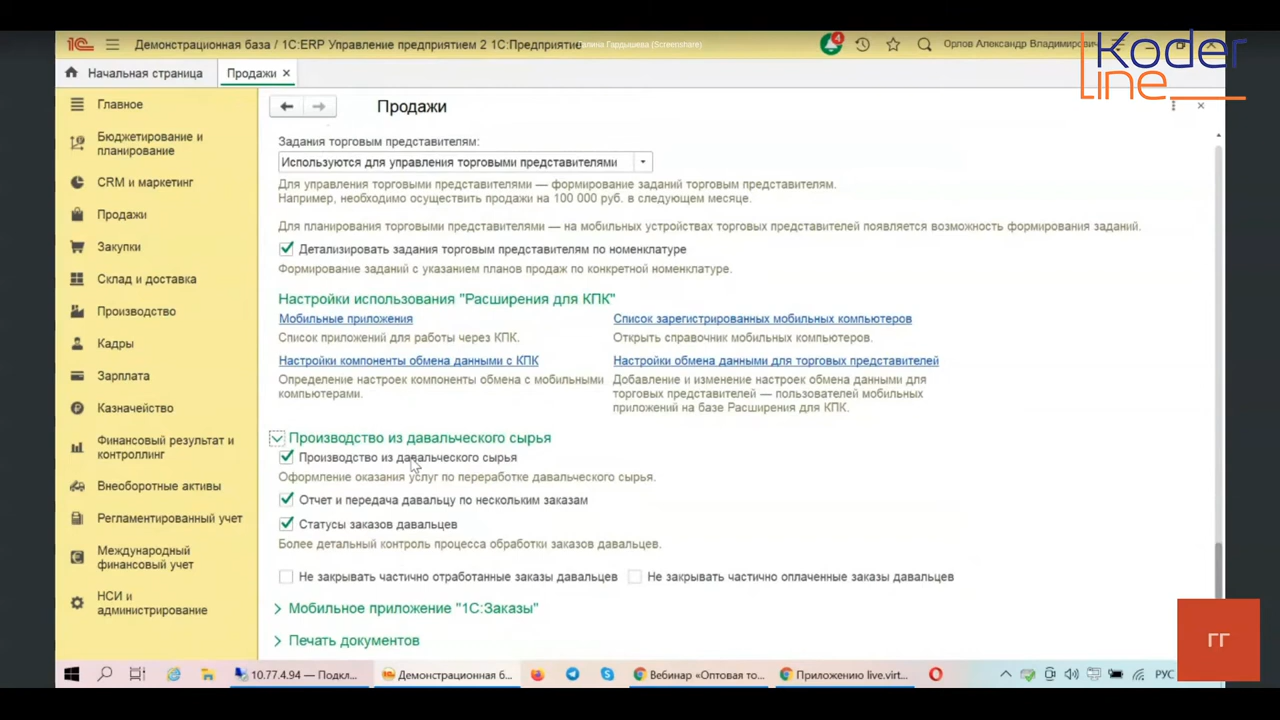 Демонстрационная база / 1С:ERP Управление предприятием 2 1С:Предприятие
Галина Гардышева (Screenshare)
4
Орлов Александр Владимирович
Koder
line
Начальная страница
Продажи ×
Главное
Бюджетирование и
планирование
CRM и маркетинг
Продажи
Закупки
Склад и доставка
Производство
Кадры
Зарплата
Казначейство
Финансовый результат и
контроллинг
Внеоборотные активы
Регламентированный учет
Международный
финансовый учет
НСИ и
администрирование
Продажи
Задания торговым представителям:
Используются для управления торговыми представителями
Для управления торговыми представителями — формирование заданий торговым представителям.
Например, необходимо осуществить продажи на 100 000 руб. в следующем месяце.
Для планирования торговыми представителями — на мобильных устройствах торговых представителей появляется возможность формирования заданий.
Детализировать задания торговым представителям по номенклатуре
Формирование заданий с указанием планов продаж по конкретной номенклатуре.
Настройки использования "Расширения для КПК"
Мобильные приложения
Список зарегистрированных мобильных компьютеров
Список приложений для работы через КПК.
Открыть справочник мобильных компьютеров.
Настройки компоненты обмена данными с КПК
Настройки обмена данными для торговых представителей
Определение настроек компоненты обмена с мобильными
компьютерами.
Добавление и изменение настроек обмена данными для
торговых представителей — пользователей мобильных
приложений на базе Расширения для КПК.
Производство из давальческого сырья
Производство из давальческого сырья
Оформление оказания услуг по переработке давальческого сырья.
Отчет и передача давальцу по нескольким заказам
Статусы заказов давальцев
Более детальный контроль процесса обработки заказов давальцев.
Не закрывать частично отработанные заказы давальцев
Не закрывать частично оплаченные заказы давальцев
Мобильное приложение "1С:Заказы"
Печать документов
ГГ
10.77.4.94 — Подкл...
Демонстрационная б...
Вебинар «Оптовая то...
Приложению live.virt...
РУС